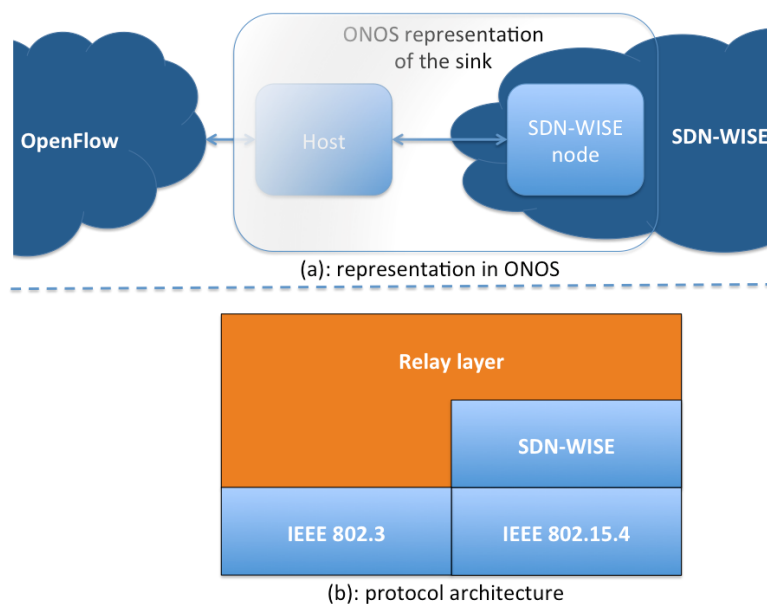 ONOS representation
of the sink
OpenFlow
Host
SDN-WISE
node
SDN-WISE
(a): representation in ONOS
Relay layer
SDN-WISE
IEEE 802.3
IEEE 802.15.4
(b): protocol architecture